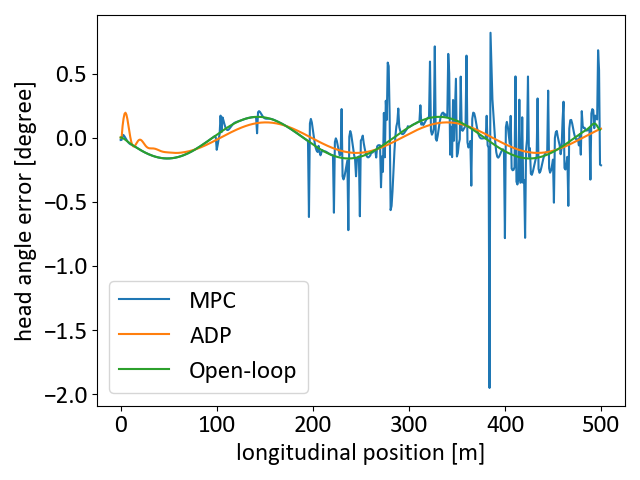 head angle error [degree]
0.5
0.0
−0.5
−1.0
−1.5
−2.0
MPC
ADP
Open-loop
0 100 200 300 400 500
longitudinal position [m]